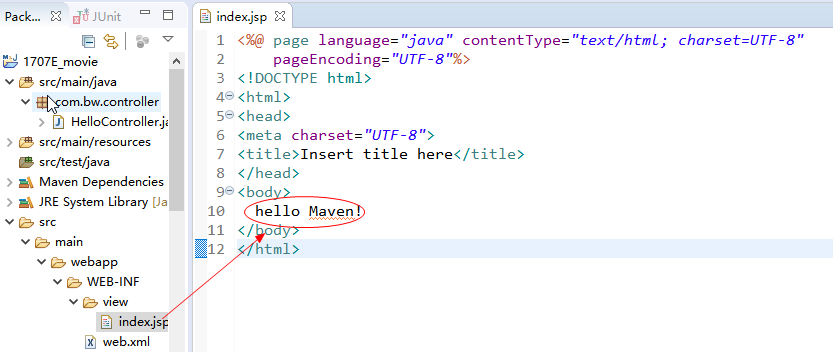 Pack...
JUnit
1707E_movie
src/main/java
com.bw.controller
HelloController.ja
src/main/resources
src/test/java
Maven Dependencies
JRE System Library [Ja
src
main
webapp
WEB-INF
view
index.jsp
web.xml
index.jsp
1 <%@ page language="java" contentType="text/html; charset=UTF-8"
2 pageEncoding="UTF-8"%>
3 <!DOCTYPE html>
4 <html>
5 <head>
6 <meta charset="UTF-8">
7 <title>Insert title here</title>
8 </head>
9 <body>
10 hello Maven!
11 </body>
12 </html>